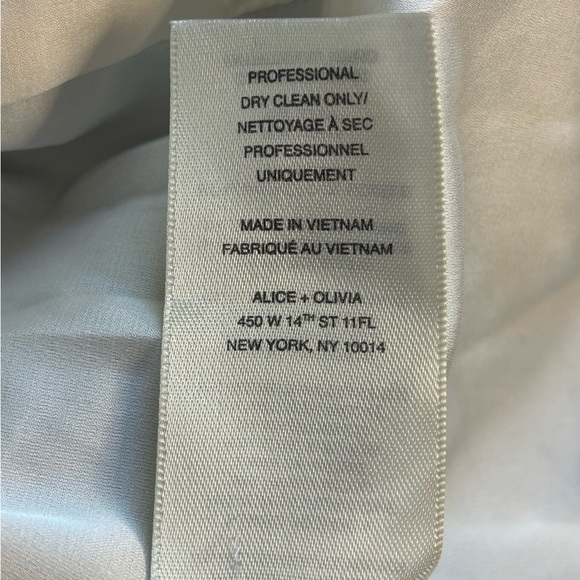 PROFESSIONAL
DRY CLEAN ONLY/
NETTOYAGE À SEC
PROFESSIONNEL
UNIQUEMENT
MADE IN VIETNAM
FABRIQUÉ AU VIETNAM
ALICE + OLIVIA
450 W 14TH ST 11FL
NEW YORK, NY 10014